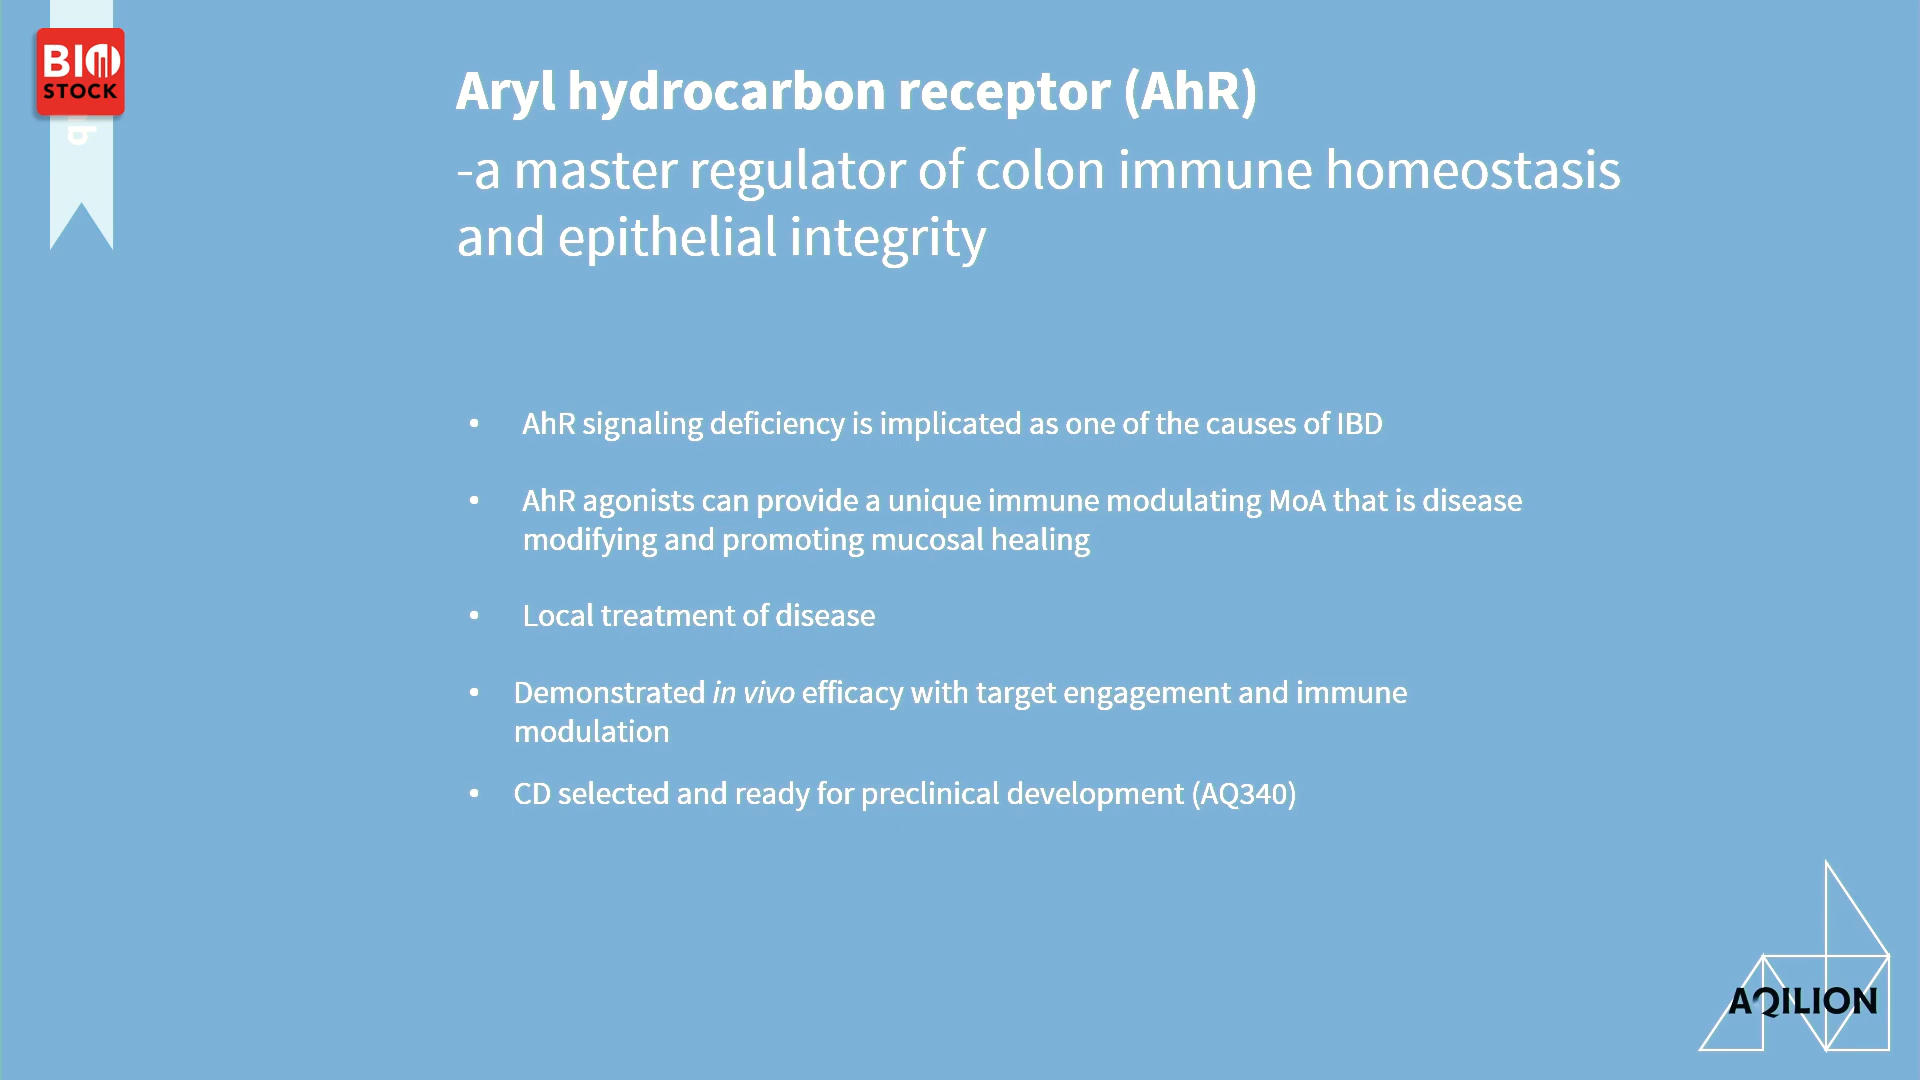 BIO
STOCK
Aryl hydrocarbon receptor (AhR)
-a master regulator of colon immune homeostasis
and epithelial integrity
• AhR signaling deficiency is implicated as one of the causes of IBD
• AhR agonists can provide a unique immune modulating MoA that is disease
modifying and promoting mucosal healing
• Local treatment of disease
• Demonstrated in vivo efficacy with target engagement and immune
modulation
• CD selected and ready for preclinical development (AQ340)
AQILION